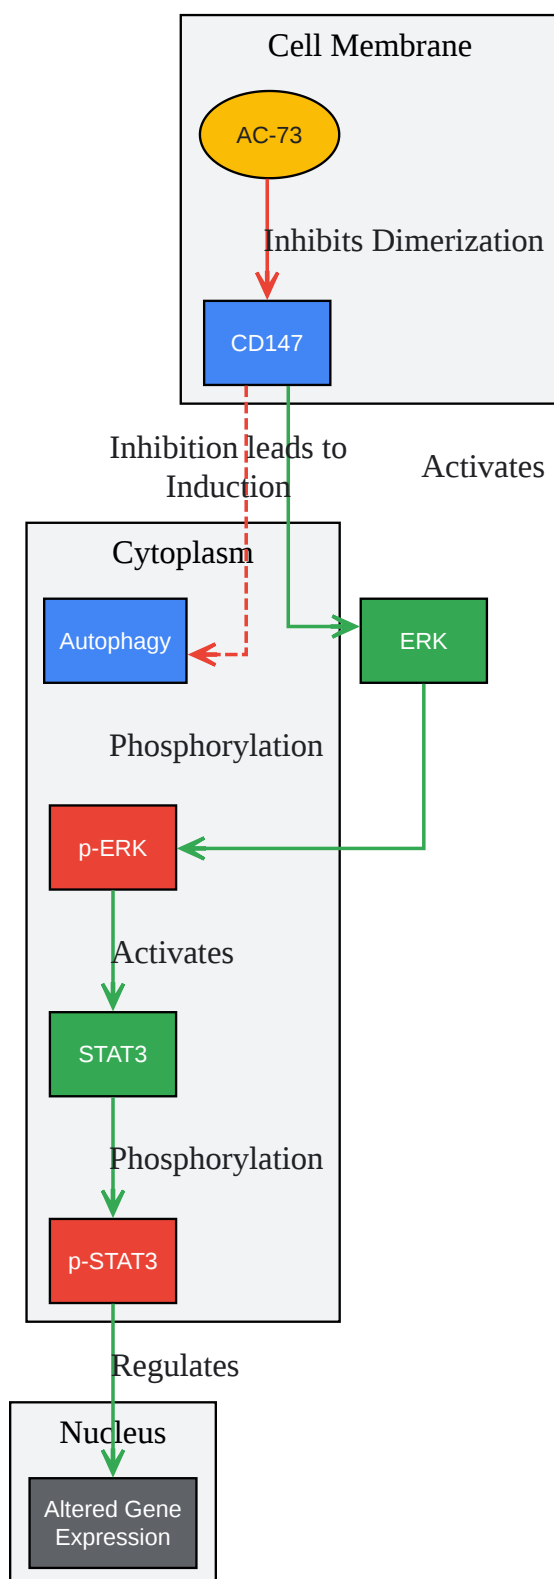 Cell Membrane
AC-73
Inhibits Dimerization
CD147
Inhibition leads to
Induction
Activates
Cytoplasm
Autophagy
ERK
Phosphorylation
p-ERK
Activates
STAT3
Phosphorylation
p-STAT3
Regulates
Nucleus
Altered Gene
Expression